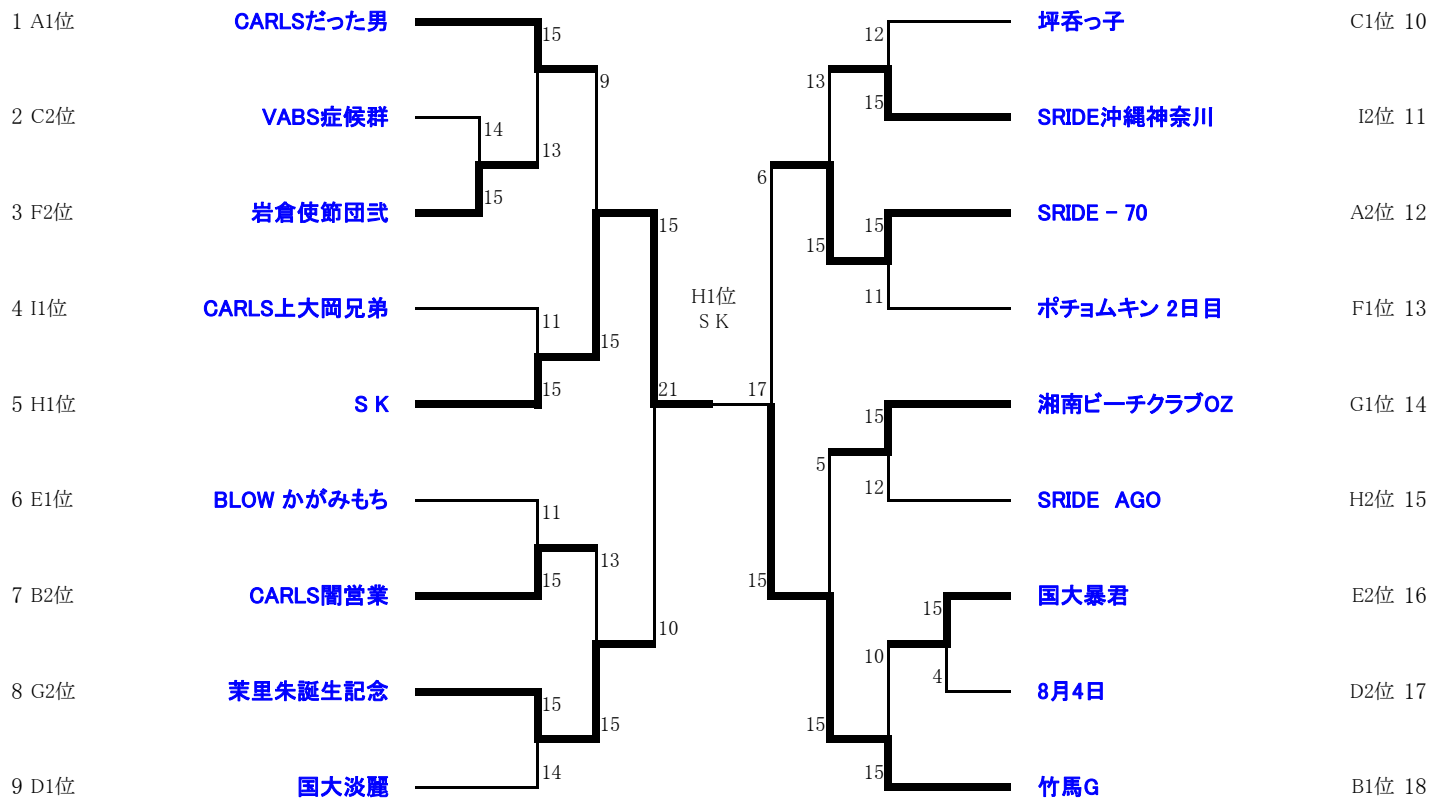 1 A1位 CARLSだった男 15 12 坪呑っ子 C1位 10
9 13
2 C2位 VABS症候群 14 15 SRIDE沖縄神奈川 I2位 11
13
6
3 F2位 岩倉使節団弐 15 15 SRIDE － 70 A2位 12
15 15
4 I1位 CARLS上大岡兄弟 11 H1位 11 ポチョムキン 2日目 F1位 13
S K
15
5 H1位 S K 15 21 17 15 湘南ビーチクラブOZ G1位 14
5
6 E1位 BLOW かがみもち 11 12 SRIDE　AGO H2位 15
13
7 B2位 CARLS闇営業 15 15 15 国大暴君 E2位 16
10 10
8 G2位 茉里朱誕生記念 15 4 8月4日 D2位 17
15 15
9 D1位 国大淡麗 14 15 竹馬G B1位 18